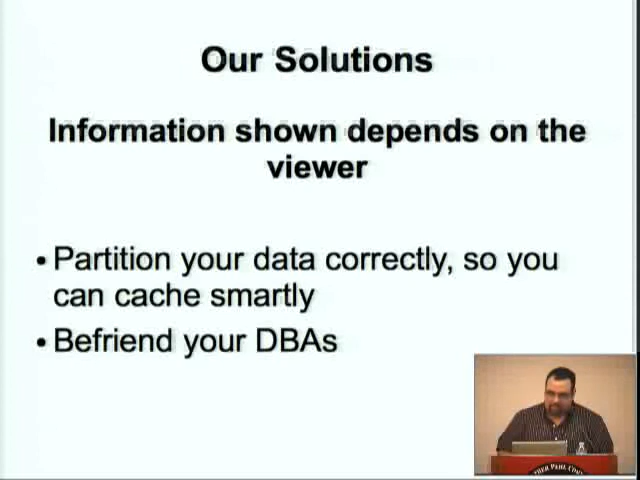 Our Solutions
Information shown depends on the
viewer
• Partition your data correctly, so you
can cache smartly
• Befriend your DBAs